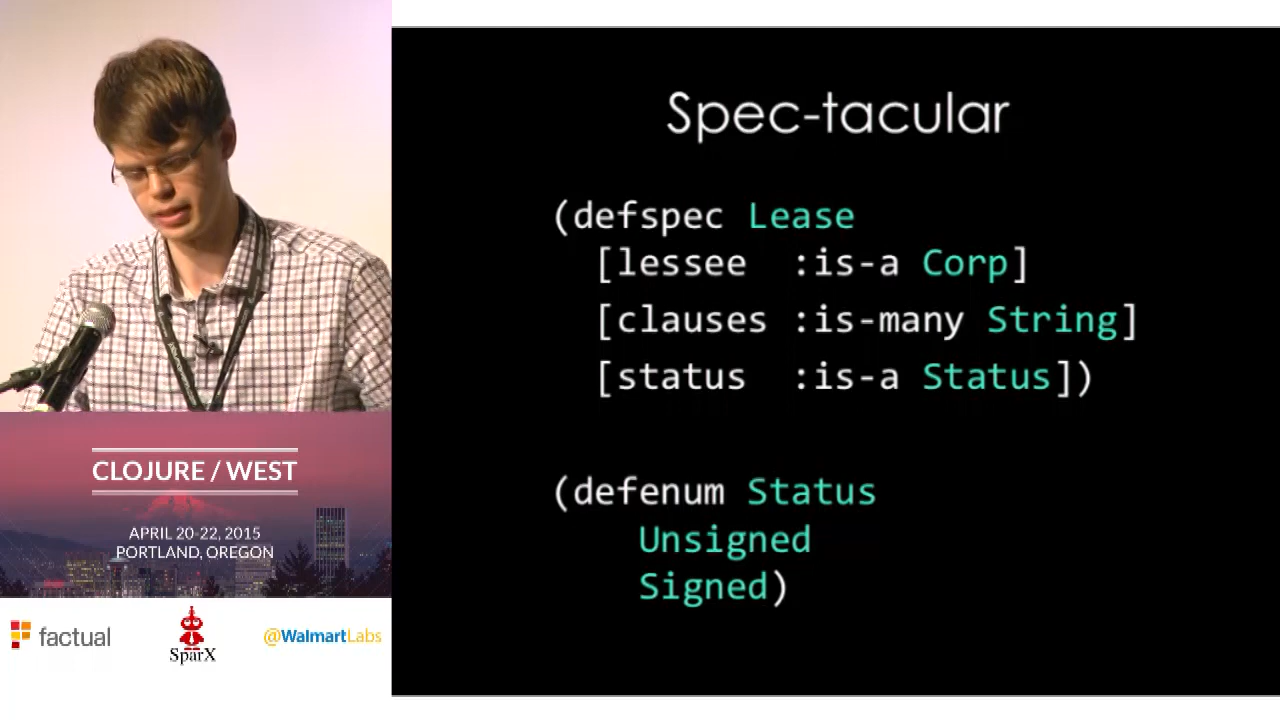 Spec-tacular
(defspec Lease
[lessee :is-a Corp]
[clauses :is-many String]
[status :is-a Status])
(defenum Status
Unsigned
Signed)
CLOJURE / WEST
APRIL 20-22, 2015
PORTLAND, OREGON
factual
SparX
@WalmartLabs